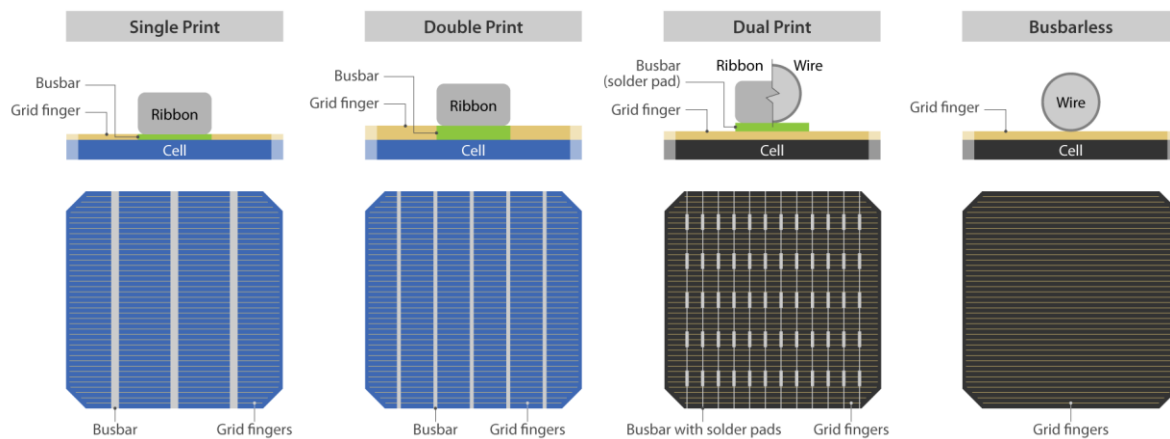 Single Print
Double Print
Dual Print
Busbarless
Busbar
Grid finger
Ribbon
Cell
Busbar
Grid finger
Ribbon
Cell
Busbar
(solder pad)
Grid finger
Ribbon
Wire
Cell
Grid finger
Wire
Cell
Busbar
Grid fingers
Busbar
Grid fingers
Busbar with solder pads
Grid fingers
Grid fingers